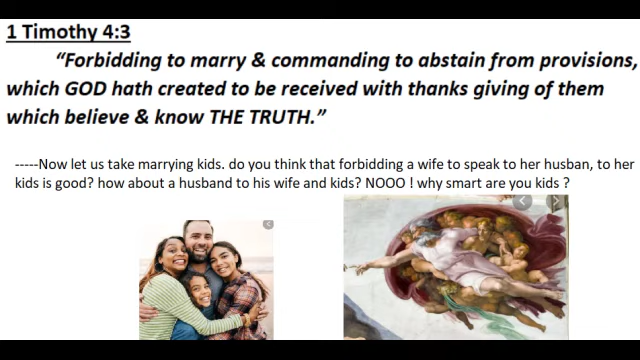 1 Timothy 4:3
“Forbidding to marry & commanding to abstain from provisions,
which GOD hath created to be received with thanks giving of them
which believe & know THE TRUTH.”
-----Now let us take marrying kids. do you think that forbidding a wife to speak to her husban, to her
kids is good? how about a husband to his wife and kids? NOOO ! why smart are you kids ?